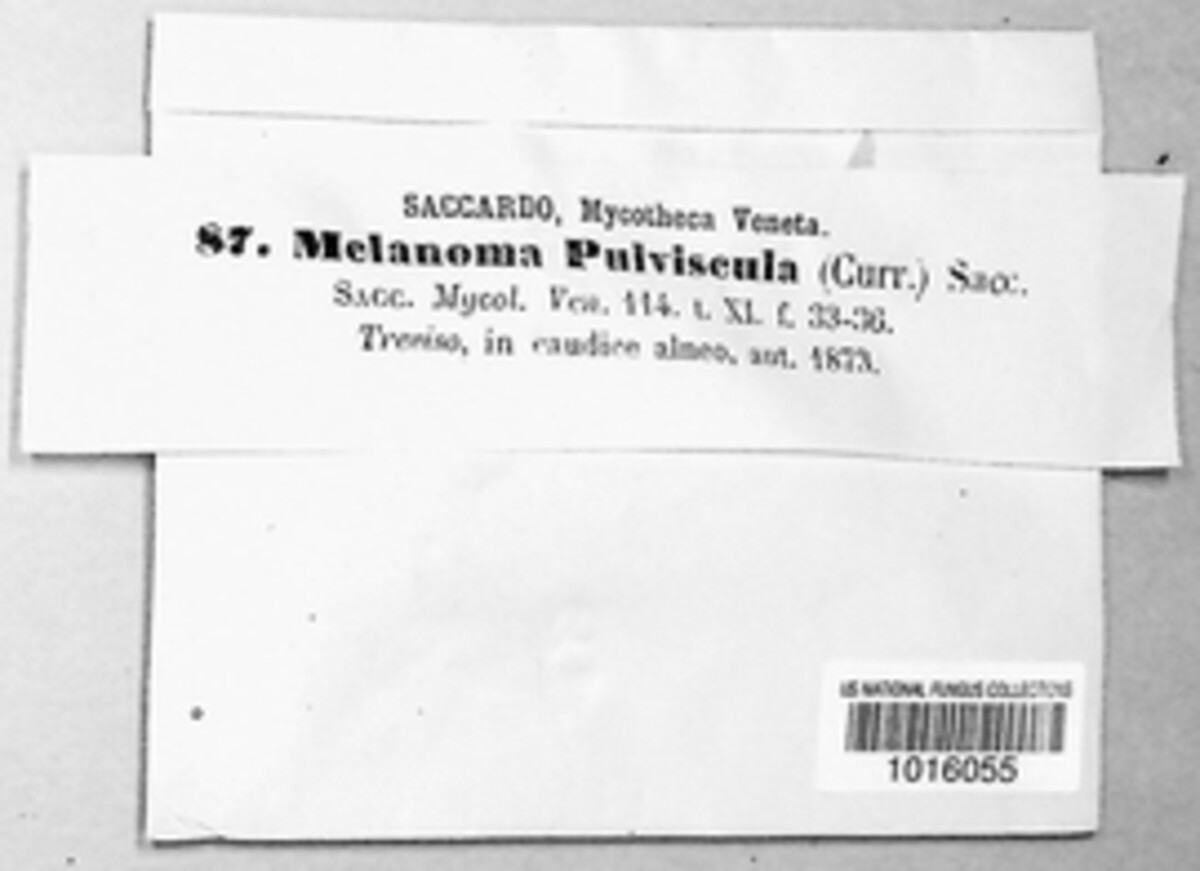 SACCARDO, Mycotheca Veneta.
87. Melanoma Pulviscula (Curr.) Sacc.
SACC. Mycol. Ven. 114. t. XI. f. 33-36.
Treviso, in caudice alneo, aut. 1873.
US NATIONAL FUNGUS COLLECTIONS
1016055